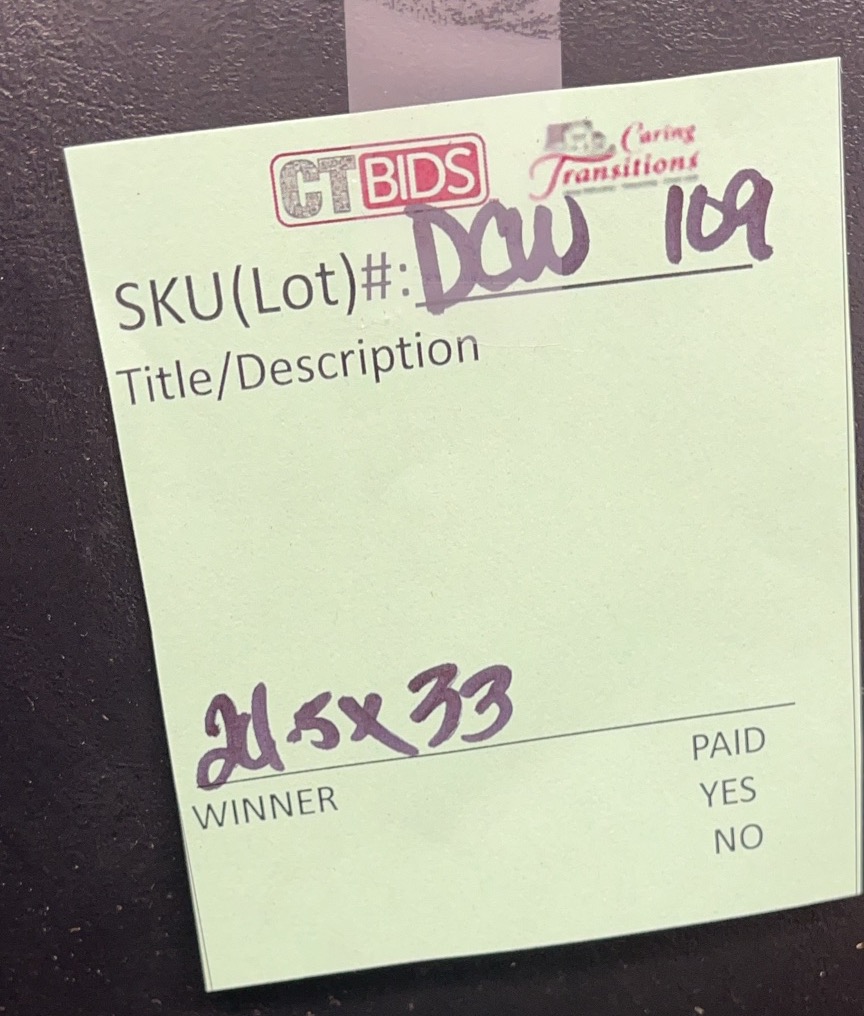 CTBIDS Caring Transitions
SKU(Lot)#: DCW 109
Title/Description
21.5x33
WINNER PAID
YES
NO